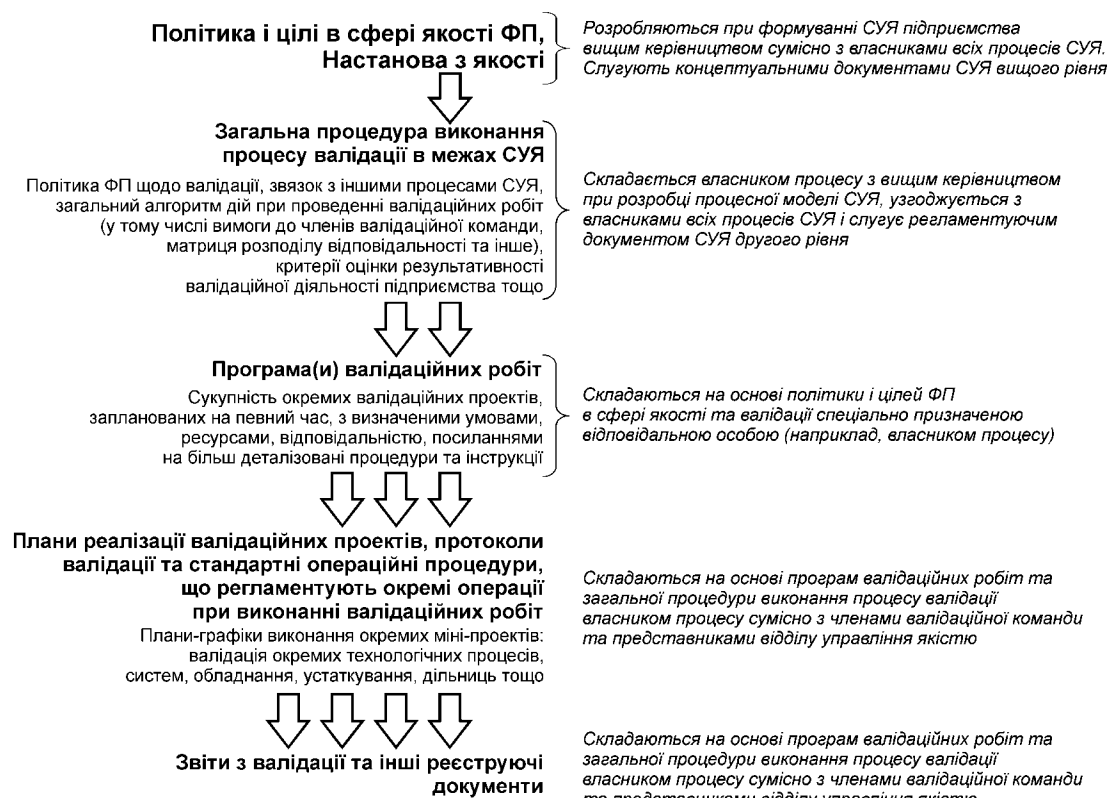 Політика і цілі в сфері якості ФП,
Настанова з якості
Розробляються при формуванні СУЯ підприємства
вищим керівництвом сумісно з власниками всіх процесів СУЯ.
Слугують концептуальними документами СУЯ вищого рівня
Загальна процедура виконання
процесу валідації в межах СУЯ
Політика ФП щодо валідації, звязок з іншими процесами СУЯ,
загальний алгоритм дій при проведенні валідаційних робіт
(у тому числі вимоги до членів валідаційної команди,
матриця розподілу відповідальності та інше),
критерії оцінки результативності
валідаційної діяльності підприємства тощо
Складається власником процесу з вищим керівництвом
при розробці процесної моделі СУЯ, узгоджується з
власниками всіх процесів СУЯ і слугує регламентуючим
документом СУЯ другого рівня
Програма(и) валідаційних робіт
Сукупність окремих валідаційних проектів,
запланованих на певний час, з визначеними умовами,
ресурсами, відповідальністю, посиланнями
на більш деталізовані процедури та інструкції
Складаються на основі політики і цілей ФП
в сфері якості та валідації спеціально призначеною
відповідальною особою (наприклад, власником процесу)
Плани реалізації валідаційних проектів, протоколи
валідації та стандартні операційні процедури,
що регламентують окремі операції
при виконанні валідаційних робіт
Плани-графіки виконання окремих міні-проектів:
валідація окремих технологічних процесів,
систем, обладнання, устаткування, дільниць тощо
Складаються на основі програм валідаційних робіт та
загальної процедури виконання процесу валідації
власником процесу сумісно з членами валідаційної команди
та представниками відділу управління якістю
Звіти з валідації та інші реєструючі
документи
Складаються на основі програм валідаційних робіт та
загальної процедури виконання процесу валідації
власником процесу сумісно з членами валідаційної команди
та представниками відділу управління якістю